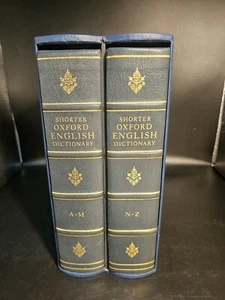 SHORTER
OXFORD
ENGLISH
DICTIONARY
A–M
SHORTER
OXFORD
ENGLISH
DICTIONARY
N–Z